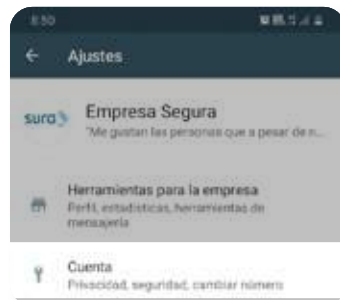 8:50
Ajustes
sura
Empresa Segura
"Me gustan las personas que a pesar de n...
Herramientas para la empresa
Perfil, estadísticas, herramientas de
mensajería
Cuenta
Privacidad, seguridad, cambiar número